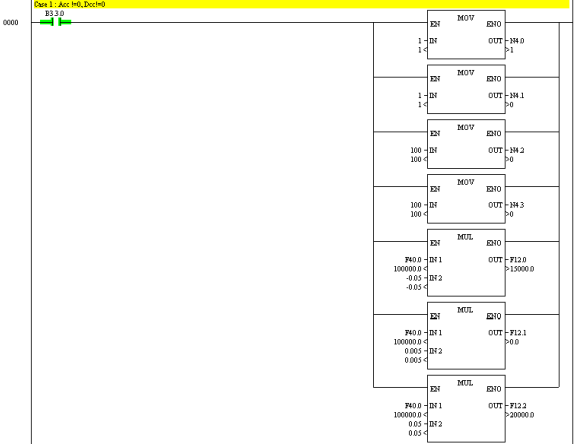 Case 1 : Acc !=0, Dcc!=0
B3 3.0
0000
MOV
EN ENO
1 IN OUT N4.0
1 < >1
MOV
EN ENO
1 IN OUT N4.1
1 < >0
MOV
EN ENO
100 IN OUT N4.2
100 < >0
MOV
EN ENO
100 IN OUT N4.3
100 < >0
MUL
EN ENO
F40.0 IN 1 OUT F12.0
100000.0 < >15000.0
-0.05 IN 2
-0.05 <
MUL
EN ENO
F40.0 IN 1 OUT F12.1
100000.0 < >0.0
0.005 IN 2
0.005 <
MUL
EN ENO
F40.0 IN 1 OUT F12.2
100000.0 < >20000.0
0.05 IN 2
0.05 <